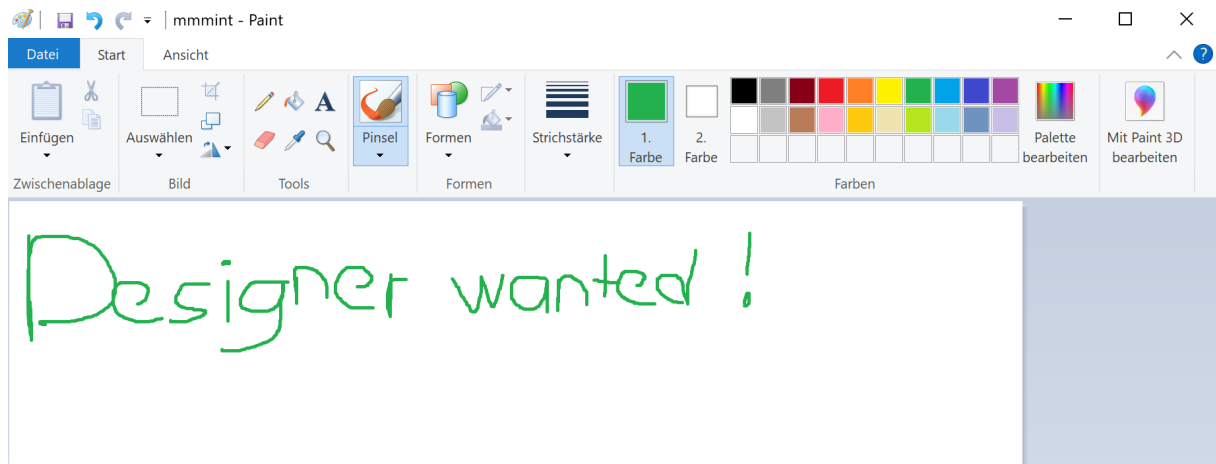 mmmint - Paint
Datei Start Ansicht
Einfügen
Auswählen
Pinsel
Formen
Strichstärke
1.
Farbe
2.
Farbe
Palette
bearbeiten
Mit Paint 3D
bearbeiten
Zwischenablage
Bild
Tools
Formen
Farben
Designer wanted!